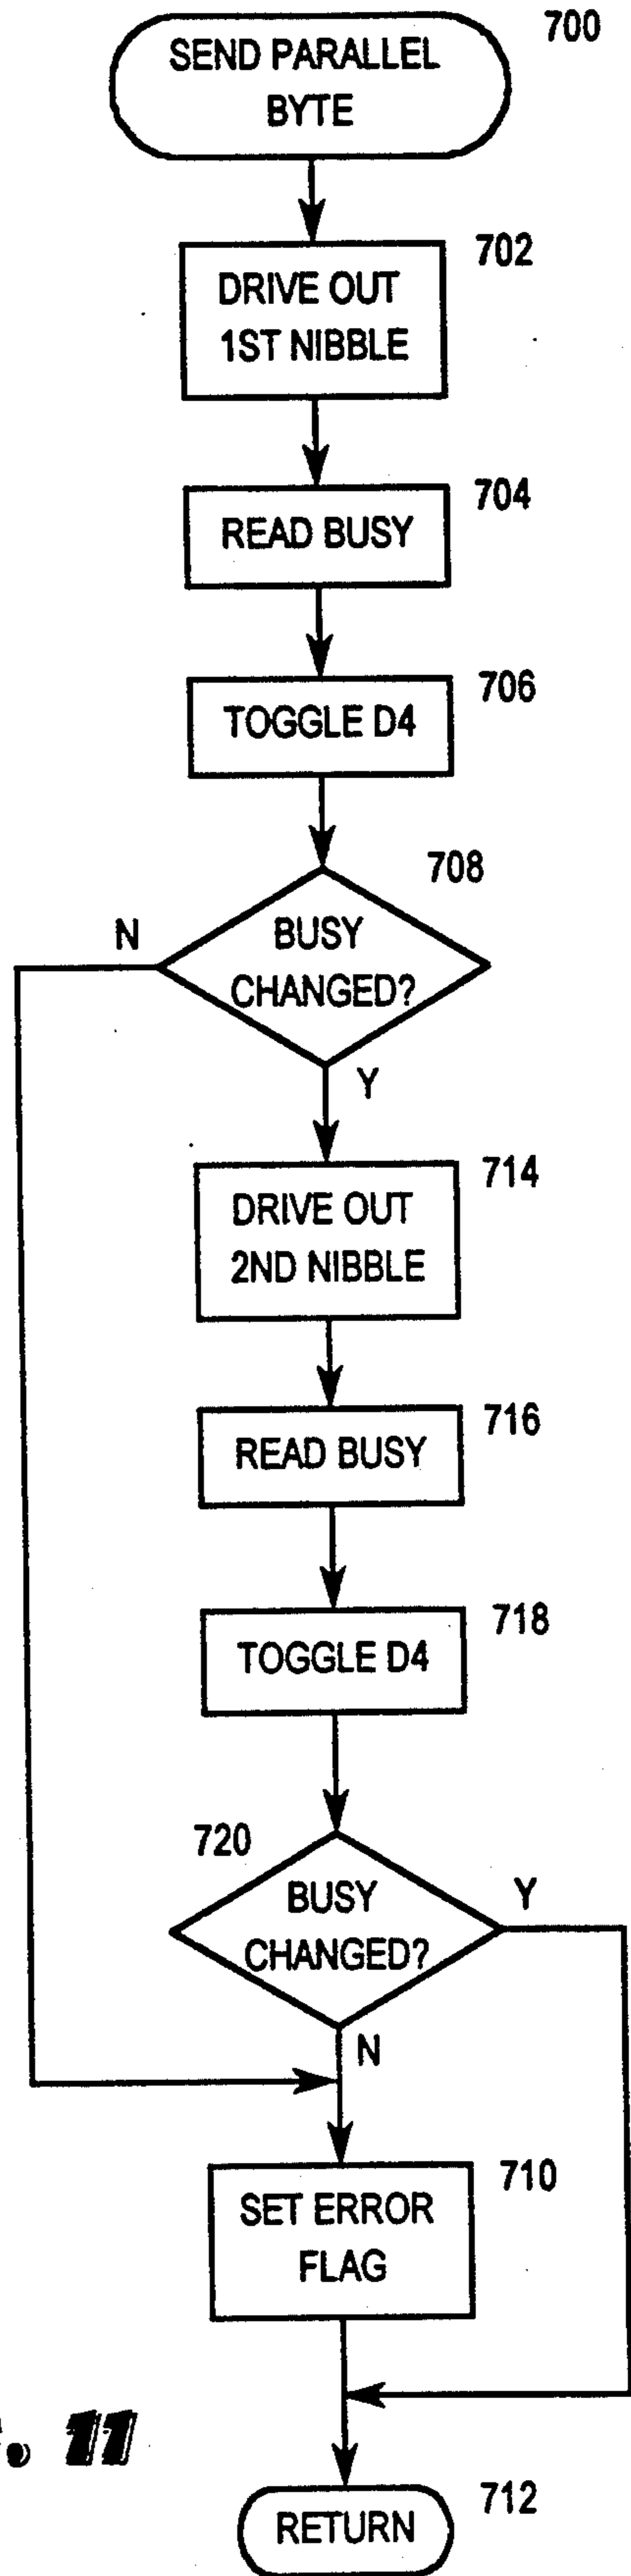 700
SEND PARALLEL
BYTE
702
DRIVE OUT
1ST NIBBLE
704
READ BUSY
706
TOGGLE D4
708
N
BUSY
CHANGED?
Y
714
DRIVE OUT
2ND NIBBLE
716
READ BUSY
718
TOGGLE D4
720
BUSY
CHANGED?
Y
N
710
SET ERROR
FLAG
11
712
RETURN